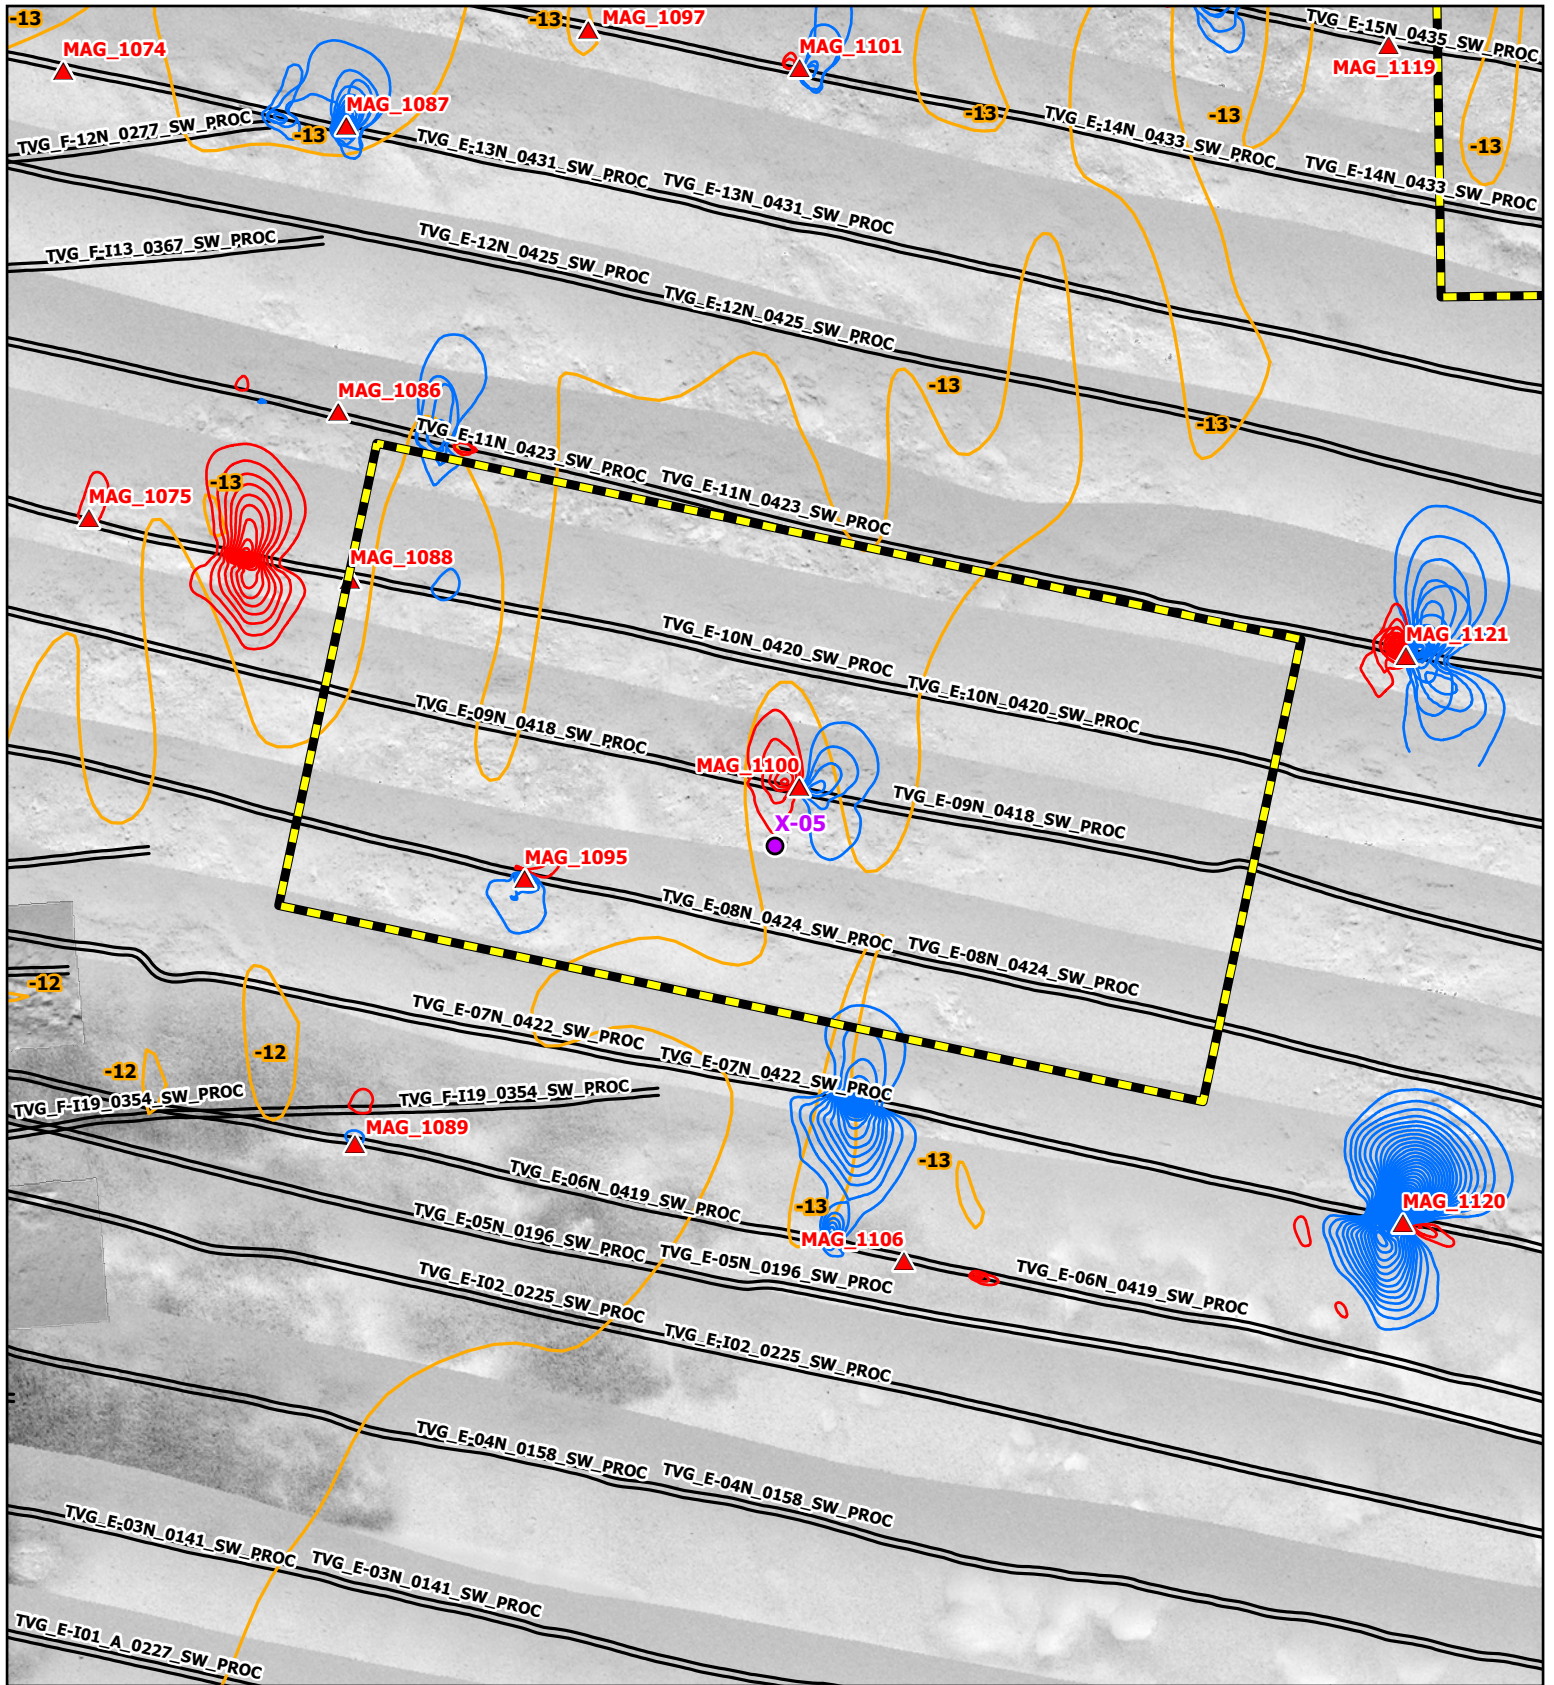 -13
-13
MAG_1097
TVG_E-15N_0435_SW_PROC
MAG_1074
MAG_1101
MAG_1119
MAG_1087
-13
TVG_E-14N_0433_SW_PROC
-13
TVG_F-12N_0277_SW_PROC
-13
TVG_E-13N_0431_SW_PROC
-13
TVG_E-14N_0433_SW_PROC
TVG_E-13N_0431_SW_PROC
TVG_F-I13_0367_SW_PROC
TVG_E-12N_0425_SW_PROC
TVG_E-12N_0425_SW_PROC
MAG_1086
-13
-13
TVG_E-11N_0423_SW_PROC
TVG_E-11N_0423_SW_PROC
-13
MAG_1075
MAG_1088
TVG_E-10N_0420_SW_PROC
MAG_1121
TVG_E-10N_0420_SW_PROC
TVG_E-09N_0418_SW_PROC
MAG_1100
TVG_E-09N_0418_SW_PROC
X-05
MAG_1095
TVG_E-08N_0424_SW_PROC
TVG_E-08N_0424_SW_PROC
-12
TVG_E-07N_0422_SW_PROC
-12
-12
TVG_E-07N_0422_SW_PROC
TVG_F-I19_0354_SW_PROC
TVG_F-I19_0354_SW_PROC
MAG_1089
-13
TVG_E-06N_0419_SW_PROC
-13
MAG_1120
TVG_E-05N_0196_SW_PROC
MAG_1106
TVG_E-05N_0196_SW_PROC
TVG_E-06N_0419_SW_PROC
TVG_E-I02_0225_SW_PROC
TVG_E-I02_0225_SW_PROC
TVG_E-04N_0158_SW_PROC
TVG_E-04N_0158_SW_PROC
TVG_E-03N_0141_SW_PROC
TVG_E-03N_0141_SW_PROC
TVG_E-I01_A_0227_SW_PROC